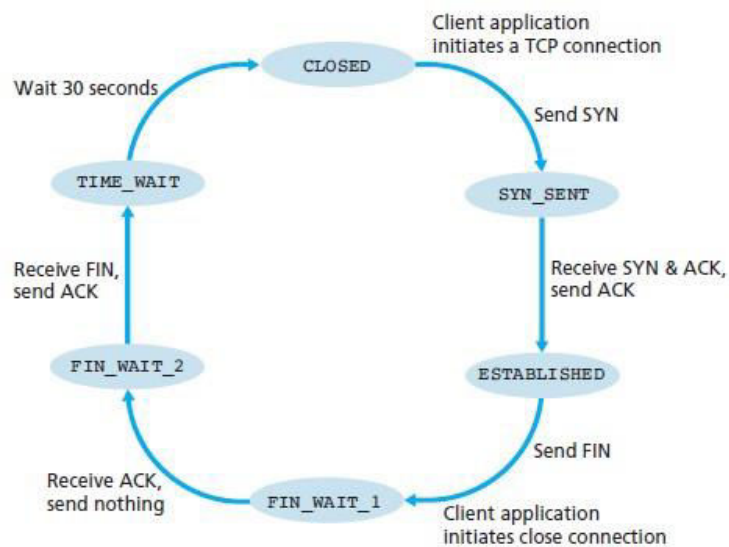 Client application
initiates a TCP connection
CLOSED
Wait 30 seconds
Send SYN
TIME_WAIT
SYN_SENT
Receive FIN,
send ACK
Receive SYN & ACK,
send ACK
FIN_WAIT_2
ESTABLISHED
Send FIN
Receive ACK,
send nothing
FIN_WAIT_1
Client application
initiates close connection